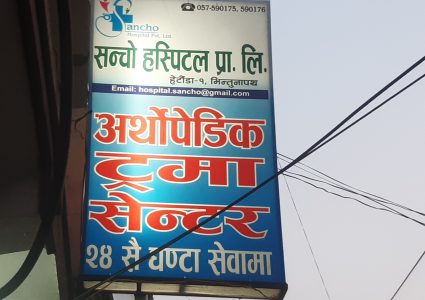 057-590175, 590176
Sancho
Hospital Pvt. Ltd.
सन्चो हस्पिटल प्रा. लि.
हेटौंडा-१, भिन्तुनापथ
Email: hospital.sancho@gmail.com
अर्थोपेडिक
ट्रमा
सेन्टर
२४ सै घण्टा सेवामा